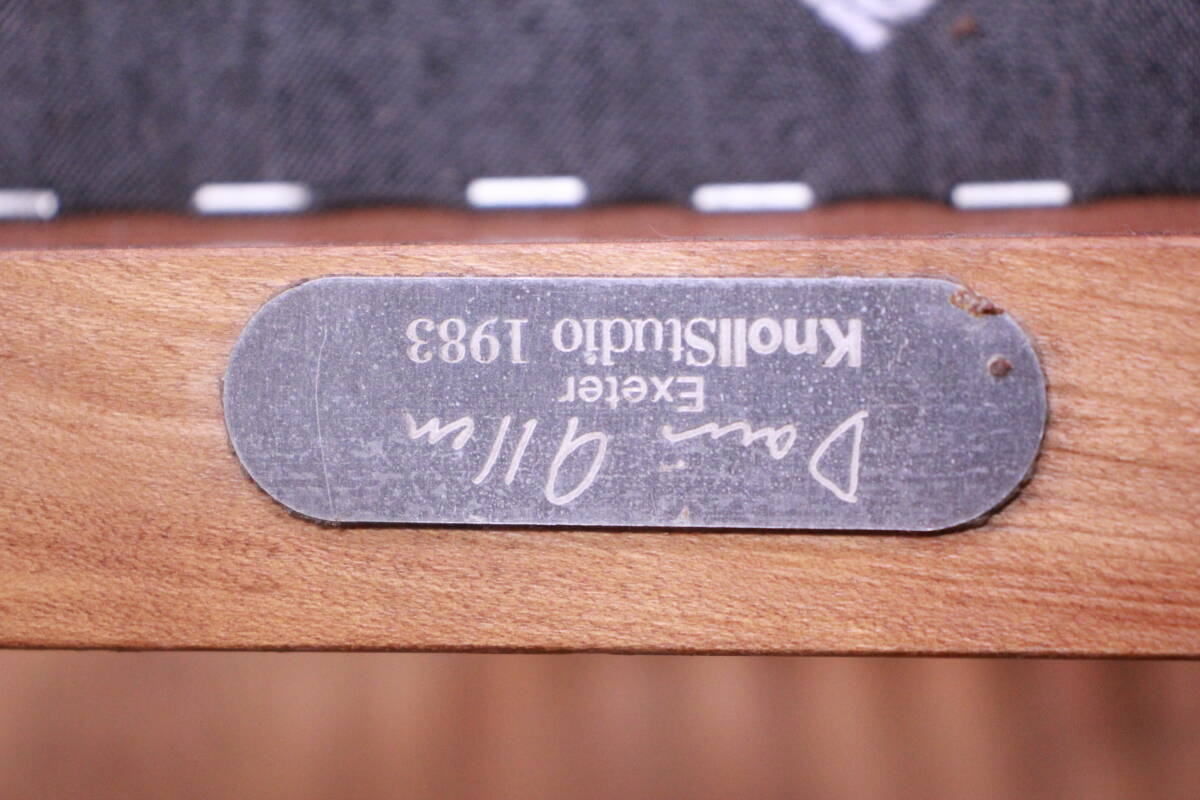 Davis Allen
Exeter
KnollStudio 1983